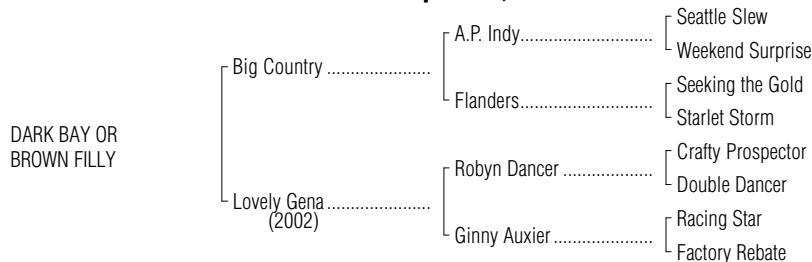 Seattle Slew
A.P. Indy..................................
Weekend Surprise
Big Country ......................
Seeking the Gold
Flanders..................................
Starlet Storm
DARK BAY OR
BROWN FILLY
Crafty Prospector
Robyn Dancer .......................
Double Dancer
Lovely Gena ......................
(2002)
Racing Star
Ginny Auxier .........................
Factory Rebate